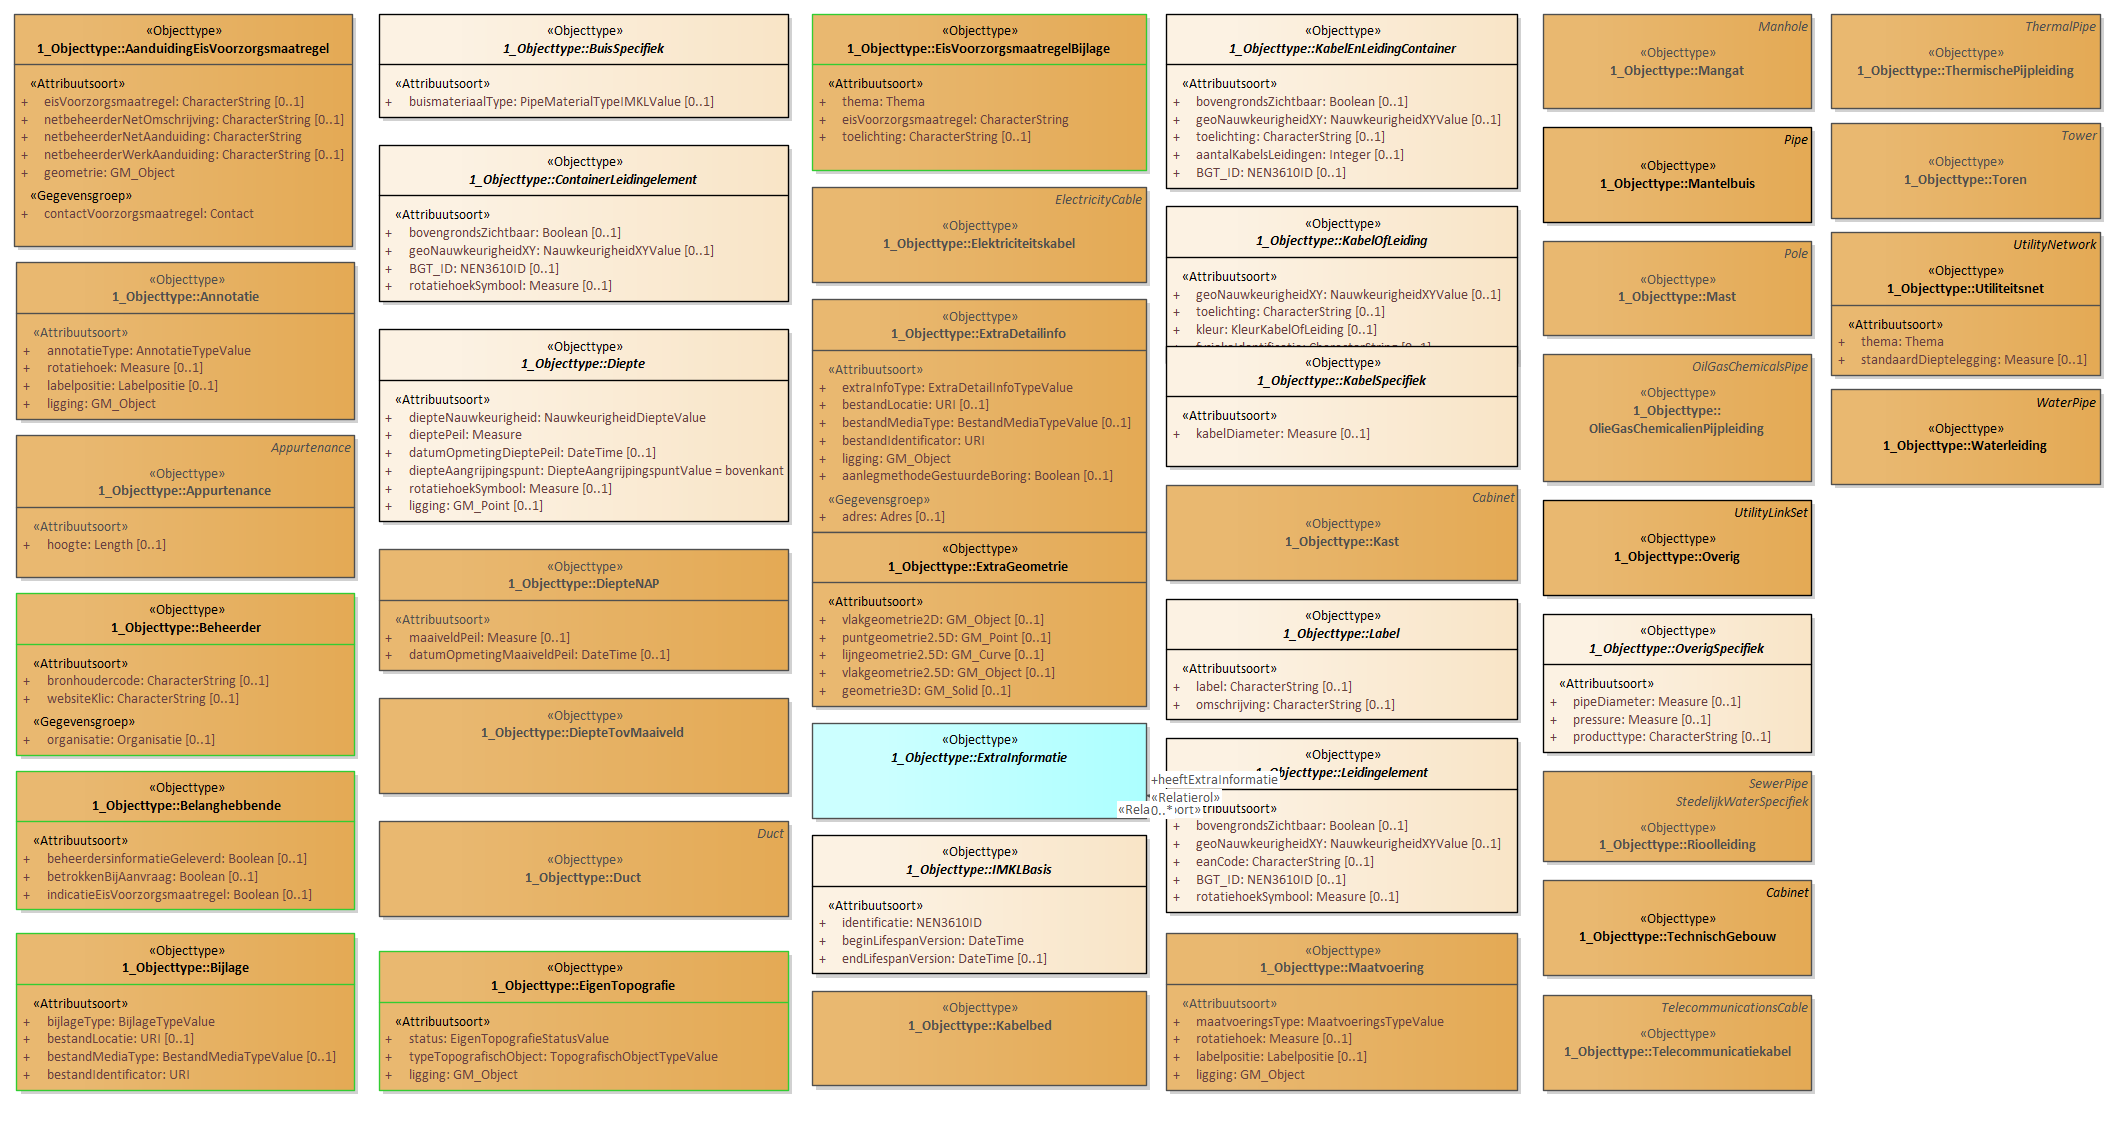 «Objecttype»
1_Objecttype::AanduidingEisVoorzorgsmaatregel
«Attribuutsoort»
+ eisVoorzorgsmaatregel: CharacterString [0..1]
+ netbeheerderNetOmschrijving: CharacterString [0..1]
+ netbeheerderNetAanduiding: CharacterString
+ netbeheerderWerkAanduiding: CharacterString [0..1]
+ geometrie: GM_Object
«Gegevensgroep»
+ contactVoorzorgsmaatregel: Contact
«Objecttype»
1_Objecttype::Annotatie
«Attribuutsoort»
+ annotatieType: AnnotatieTypeValue
+ rotatiehoek: Measure [0..1]
+ labelpositie: Labelpositie [0..1]
+ ligging: GM_Object
Appurtenance
«Objecttype»
1_Objecttype::Appurtenance
«Attribuutsoort»
+ hoogte: Length [0..1]
«Objecttype»
1_Objecttype::Beheerder
«Attribuutsoort»
+ bronhoudercode: CharacterString [0..1]
+ websiteKlic: CharacterString [0..1]
«Gegevensgroep»
+ organisatie: Organisatie [0..1]
«Objecttype»
1_Objecttype::Belanghebbende
«Attribuutsoort»
+ beheerdersinformatieGeleverd: Boolean [0..1]
+ betrokkenBijAanvraag: Boolean [0..1]
+ indicatieEisVoorzorgsmaatregel: Boolean [0..1]
«Objecttype»
1_Objecttype::Bijlage
«Attribuutsoort»
+ bijlageType: BijlageTypeValue
+ bestandLocatie: URI [0..1]
+ bestandMediaType: BestandMediaTypeValue [0..1]
+ bestandIdentificator: URI
«Objecttype»
1_Objecttype::BuisSpecifiek
«Attribuutsoort»
+ buismateriaalType: PipeMaterialTypeIMKLValue [0..1]
«Objecttype»
1_Objecttype::ContainerLeidingelement
«Attribuutsoort»
+ bovengrondsZichtbaar: Boolean [0..1]
+ geoNauwkeurigheidXY: NauwkeurigheidXYValue [0..1]
+ BGT_ID: NEN3610ID [0..1]
+ rotatiehoekSymbool: Measure [0..1]
«Objecttype»
1_Objecttype::Diepte
«Attribuutsoort»
+ diepteNauwkeurigheid: NauwkeurigheidDiepteValue
+ dieptePeil: Measure
+ datumOpmetingDieptePeil: DateTime [0..1]
+ diepteAangrijpingspunt: DiepteAangrijpingspuntValue = bovenkant
+ rotatiehoekSymbool: Measure [0..1]
+ ligging: GM_Point [0..1]
«Objecttype»
1_Objecttype::DiepteNAP
«Attribuutsoort»
+ maaiveldPeil: Measure [0..1]
+ datumOpmetingMaaiveldPeil: DateTime [0..1]
«Objecttype»
1_Objecttype::DiepteTovMaaiveld
Duct
«Objecttype»
1_Objecttype::Duct
«Objecttype»
1_Objecttype::EigenTopografie
«Attribuutsoort»
+ status: EigenTopografieStatusValue
+ typeTopografischObject: TopografischObjectTypeValue
+ ligging: GM_Object
«Objecttype»
1_Objecttype::EisVoorzorgsmaatregelBijlage
«Attribuutsoort»
+ thema: Thema
+ eisVoorzorgsmaatregel: CharacterString
+ toelichting: CharacterString [0..1]
ElectricityCable
«Objecttype»
1_Objecttype::Elektriciteitskabel
«Objecttype»
1_Objecttype::ExtraDetailinfo
«Attribuutsoort»
+ extraInfoType: ExtraDetailInfoTypeValue
+ bestandLocatie: URI [0..1]
+ bestandMediaType: BestandMediaTypeValue [0..1]
+ bestandIdentificator: URI
+ ligging: GM_Object
+ aanlegmethodeGestuurdeBoring: Boolean [0..1]
«Gegevensgroep»
+ adres: Adres [0..1]
«Objecttype»
1_Objecttype::ExtraGeometrie
«Attribuutsoort»
+ vlakgeometrie2D: GM_Object [0..1]
+ puntgeometrie2.5D: GM_Point [0..1]
+ lijngeometrie2.5D: GM_Curve [0..1]
+ vlakgeometrie2.5D: GM_Object [0..1]
+ geometrie3D: GM_Solid [0..1]
«Objecttype»
1_Objecttype::ExtraInformatie
+heeftExtraInformatie
«Relatierol»
0..*
«Objecttype»
1_Objecttype::IMKLBasis
«Attribuutsoort»
+ identificatie: NEN3610ID
+ beginLifespanVersion: DateTime
+ endLifespanVersion: DateTime [0..1]
«Objecttype»
1_Objecttype::Kabelbed
«Objecttype»
1_Objecttype::KabelEnLeidingContainer
«Attribuutsoort»
+ bovengrondsZichtbaar: Boolean [0..1]
+ geoNauwkeurigheidXY: NauwkeurigheidXYValue [0..1]
+ toelichting: CharacterString [0..1]
+ aantalKabelsLeidingen: Integer [0..1]
+ BGT_ID: NEN3610ID [0..1]
«Objecttype»
1_Objecttype::KabelOfLeiding
«Attribuutsoort»
+ geoNauwkeurigheidXY: NauwkeurigheidXYValue [0..1]
+ toelichting: CharacterString [0..1]
+ kleur: KleurKabelOfLeiding [0..1]
«Objecttype»
1_Objecttype::KabelSpecifiek
«Attribuutsoort»
+ kabelDiameter: Measure [0..1]
Cabinet
«Objecttype»
1_Objecttype::Kast
«Objecttype»
1_Objecttype::Label
«Attribuutsoort»
+ label: CharacterString [0..1]
+ omschrijving: CharacterString [0..1]
«Objecttype»
1_Objecttype::Leidingelement
+ bovengrondsZichtbaar: Boolean [0..1]
+ geoNauwkeurigheidXY: NauwkeurigheidXYValue [0..1]
+ eanCode: CharacterString [0..1]
+ BGT_ID: NEN3610ID [0..1]
+ rotatiehoekSymbool: Measure [0..1]
«Objecttype»
1_Objecttype::Maatvoering
«Attribuutsoort»
+ maatvoeringsType: MaatvoeringsTypeValue
+ rotatiehoek: Measure [0..1]
+ labelpositie: Labelpositie [0..1]
+ ligging: GM_Object
Manhole
«Objecttype»
1_Objecttype::Mangat
Pipe
«Objecttype»
1_Objecttype::Mantelbuis
Pole
«Objecttype»
1_Objecttype::Mast
OilGasChemicalsPipe
«Objecttype»
1_Objecttype::
OlieGasChemicalienPijpleiding
UtilityLinkSet
«Objecttype»
1_Objecttype::Overig
«Objecttype»
1_Objecttype::OverigSpecifiek
«Attribuutsoort»
+ pipeDiameter: Measure [0..1]
+ pressure: Measure [0..1]
+ producttype: CharacterString [0..1]
SewerPipe
StedelijkWaterSpecifiek
«Objecttype»
1_Objecttype::Rioolleiding
Cabinet
«Objecttype»
1_Objecttype::TechnischGebouw
TelecommunicationsCable
«Objecttype»
1_Objecttype::Telecommunicatiekabel
ThermalPipe
«Objecttype»
1_Objecttype::ThermischePijpleiding
Tower
«Objecttype»
1_Objecttype::Toren
UtilityNetwork
«Objecttype»
1_Objecttype::Utiliteitsnet
«Attribuutsoort»
+ thema: Thema
+ standaardDieptelegging: Measure [0..1]
WaterPipe
«Objecttype»
1_Objecttype::Waterleiding